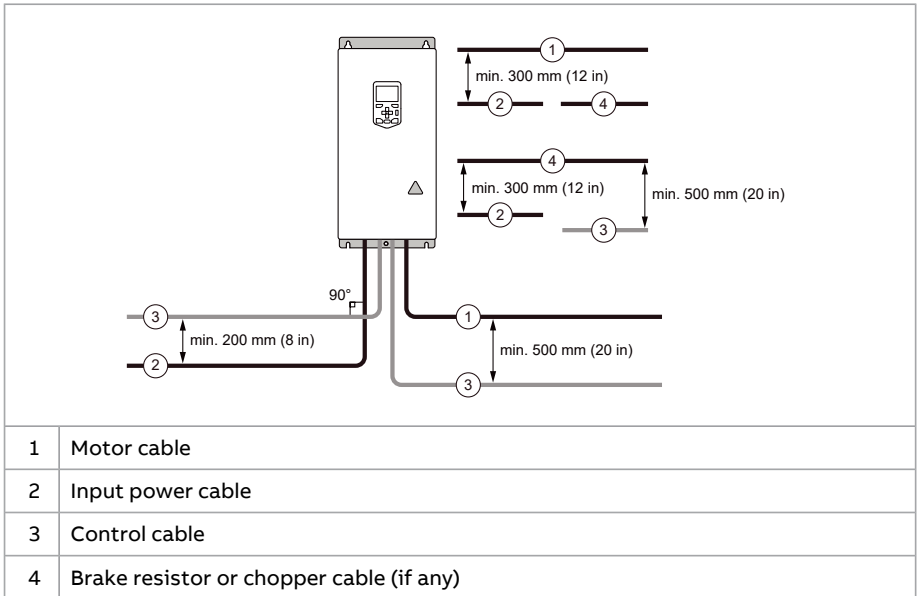 1
min. 300 mm (12 in)
2 4
4
min. 300 mm (12 in) min. 500 mm (20 in)
2
3
90°
3 1
min. 200 mm (8 in) min. 500 mm (20 in)
2
3
1 Motor cable
2 Input power cable
3 Control cable
4 Brake resistor or chopper cable (if any)